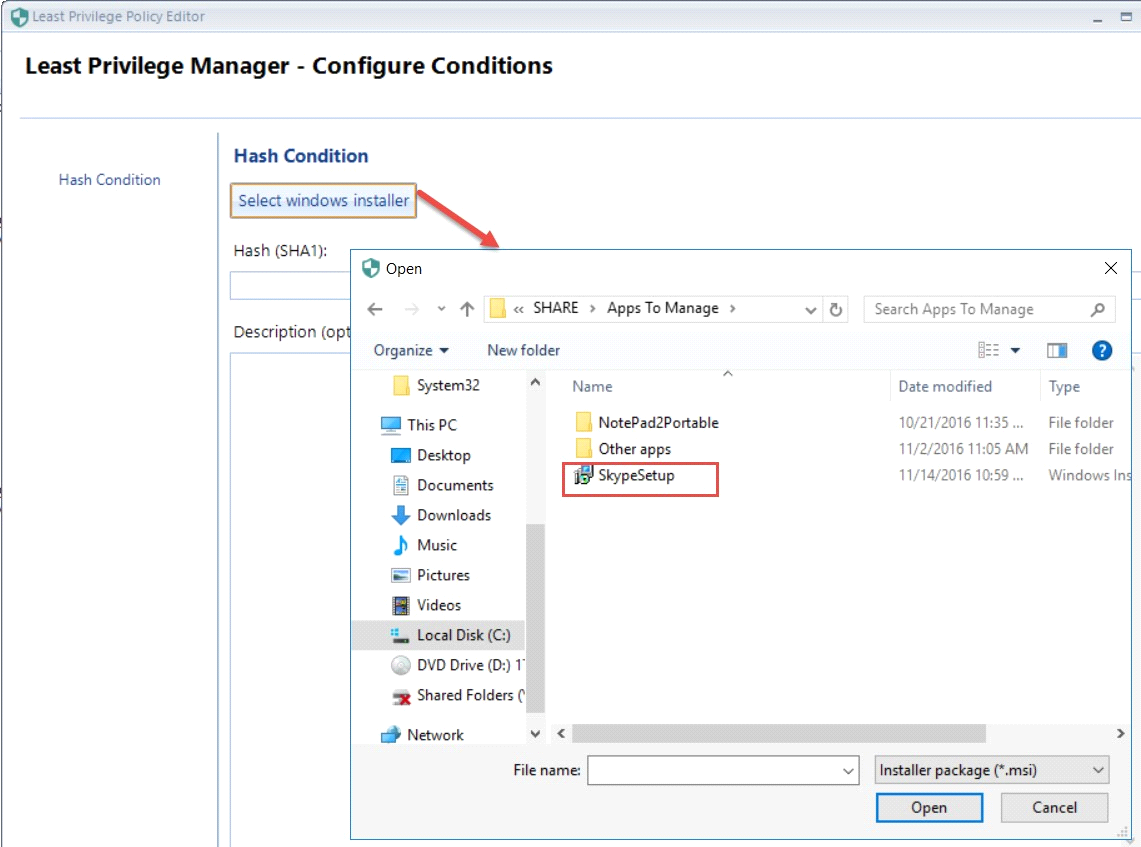 Least Privilege Policy Editor
Least Privilege Manager - Configure Conditions
Hash Condition
Hash Condition
Select windows installer
Hash (SHA1):
Description (opt
Open
« SHARE > Apps To Manage >
Search Apps To Manage
Organize
New folder
?
System32
This PC
Desktop
Documents
Downloads
Music
Pictures
Videos
Local Disk (C:)
DVD Drive (D:) 1
Shared Folders (
Network
Name Date modified Type
NotePad2Portable 10/21/2016 11:35 ... File folder
Other apps 11/2/2016 11:05 AM File folder
SkypeSetup 11/14/2016 10:59 ... Windows Ins
File name:
Installer package (*.msi)
Open
Cancel